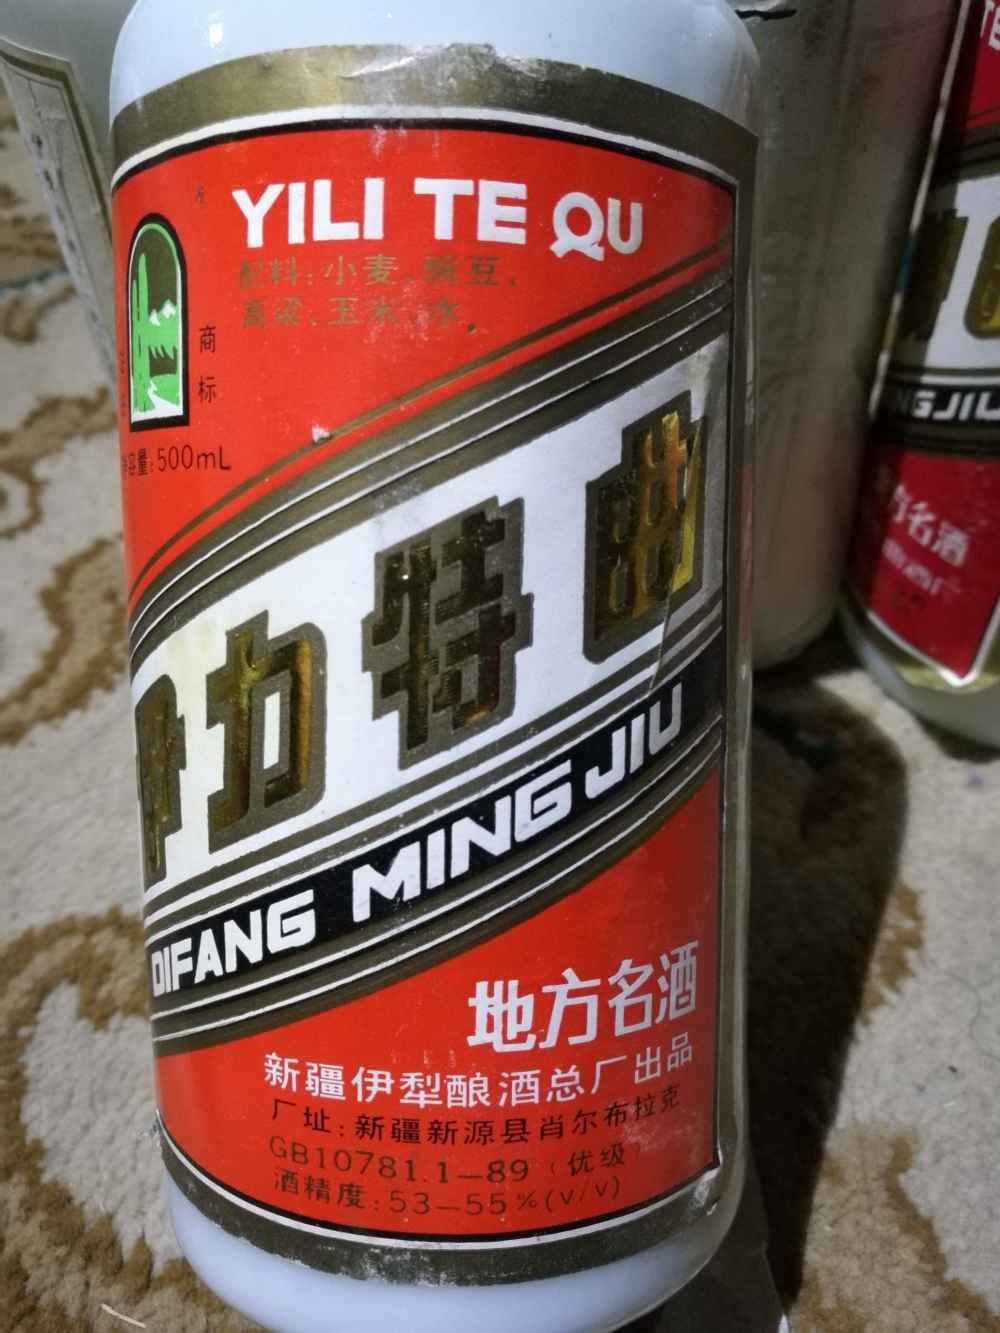 YILI TE QU
配料:小麦、豌豆、
高粱、玉米、水。
商标
容量:500mL
伊力特曲
DIFANG MING JIU
地方名酒
新疆伊犁酿酒总厂出品
厂址:新疆新源县肖尔布拉克
GB10781.1—89(优级)
酒精度:53—55%(v/v)
NGJIU
方名酒